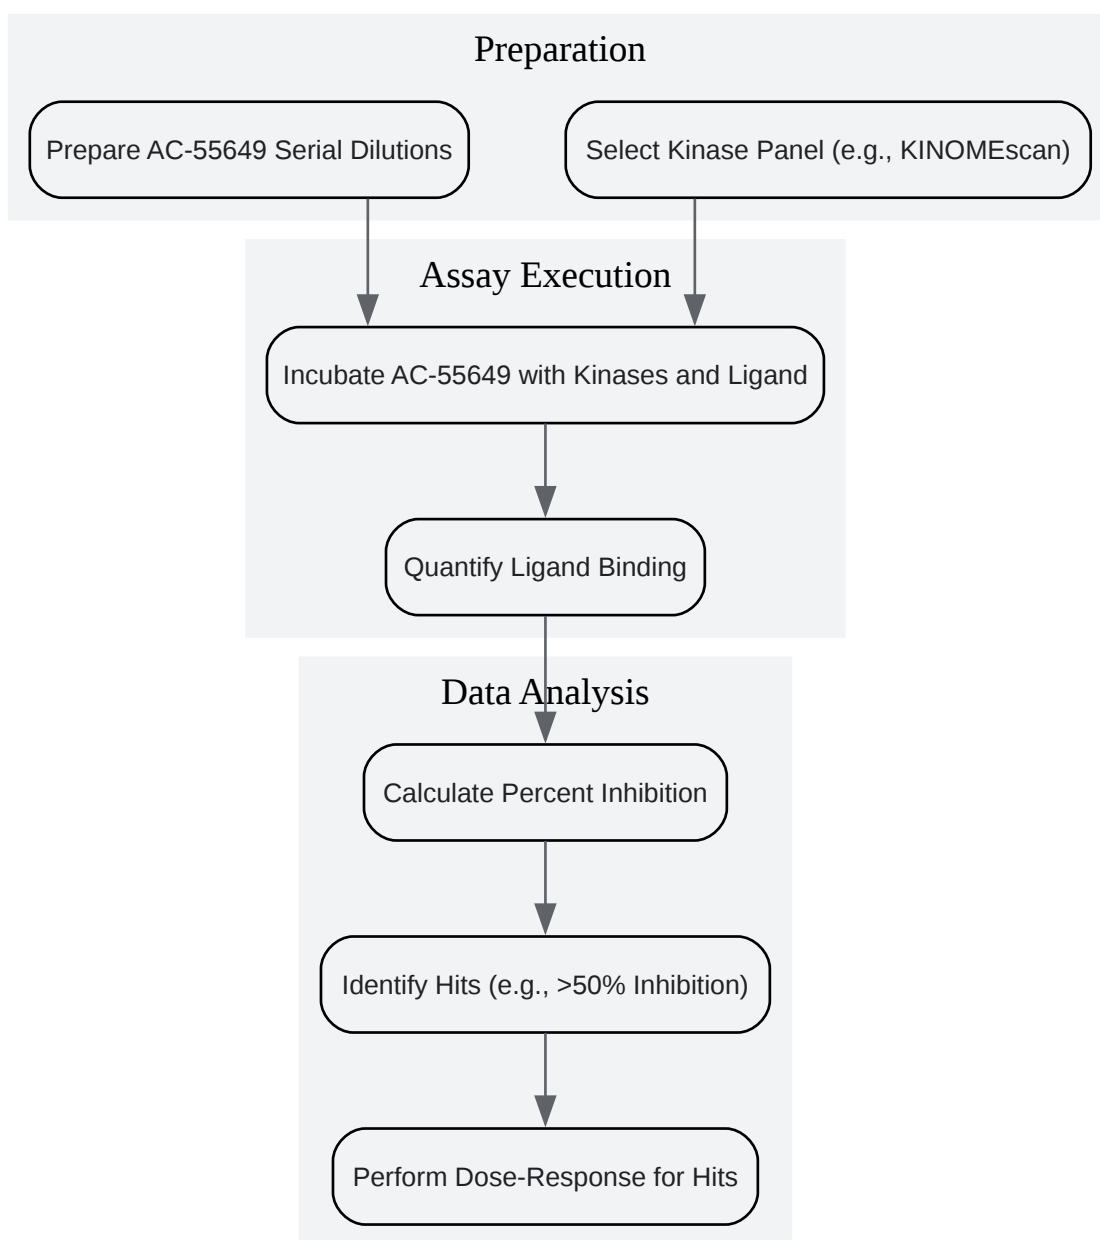 Preparation
Prepare AC-55649 Serial Dilutions
Select Kinase Panel (e.g., KINOMEscan)
Assay Execution
Incubate AC-55649 with Kinases and Ligand
Quantify Ligand Binding
Data Analysis
Calculate Percent Inhibition
Identify Hits (e.g., >50% Inhibition)
Perform Dose-Response for Hits